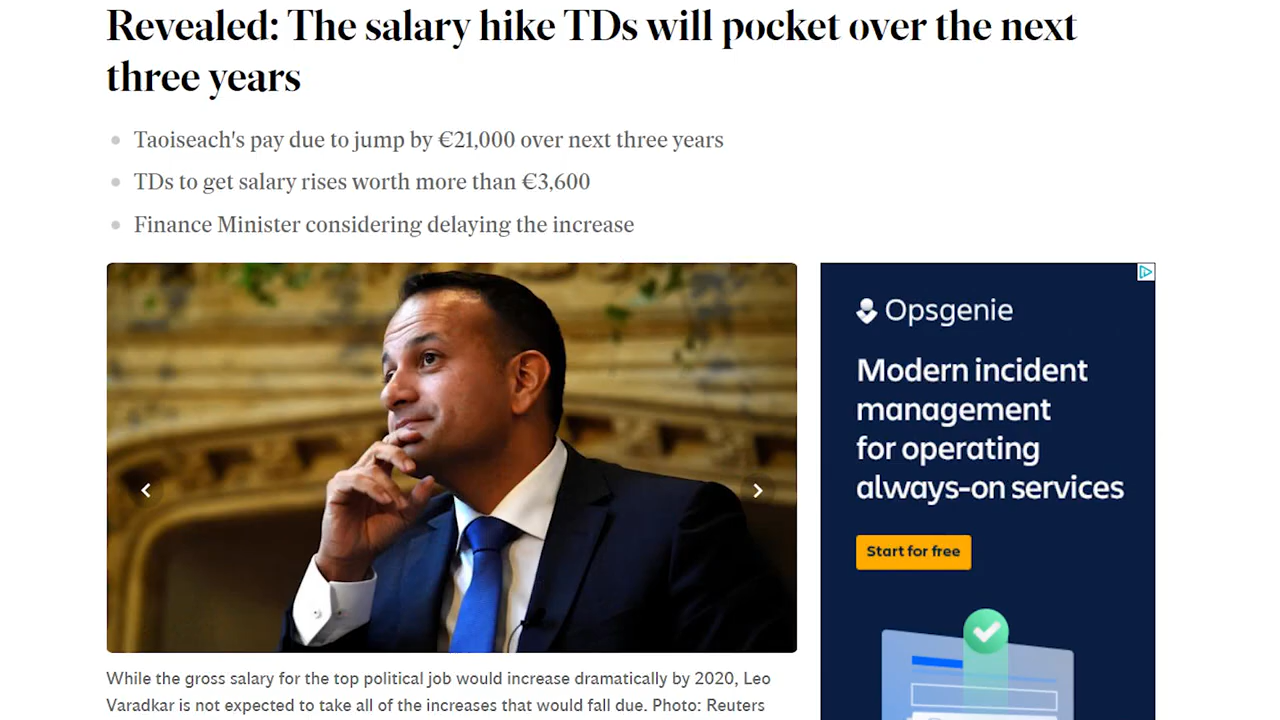 Revealed: The salary hike TDs will pocket over the next
three years
Taoiseach's pay due to jump by €21,000 over next three years
TDs to get salary rises worth more than €3,600
Finance Minister considering delaying the increase
While the gross salary for the top political job would increase dramatically by 2020, Leo
Varadkar is not expected to take all of the increases that would fall due. Photo: Reuters
Opsgenie
Modern incident
management
for operating
always-on services
Start for free